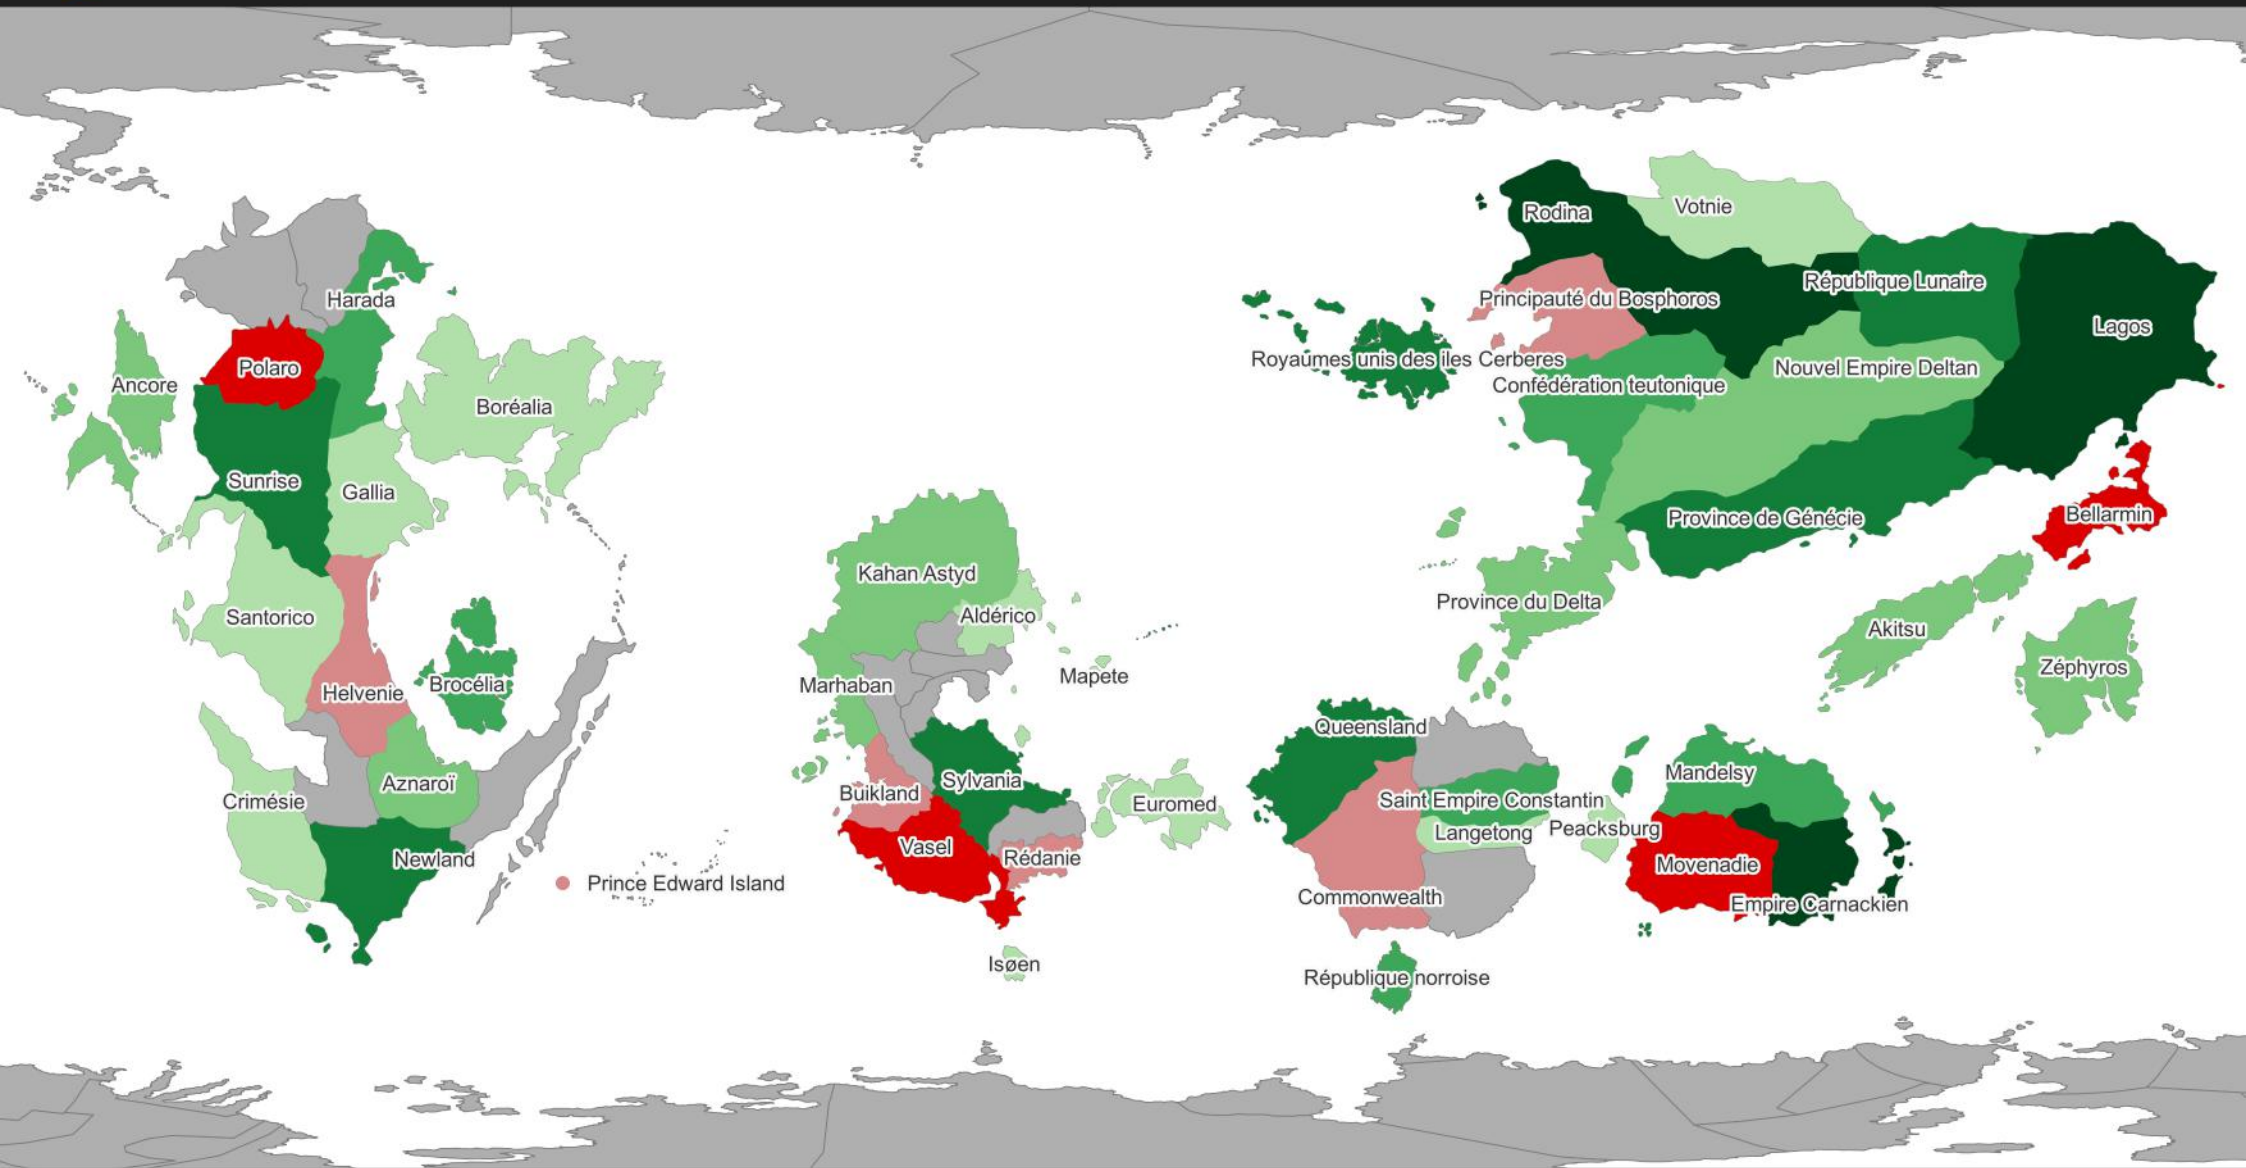 Rodina
Votnie
République Lunaire
Harada
Principauté du Bosphoros
Lagos
Polaro
Royaumes unis des iles Cerberes
Nouvel Empire Deltan
Ancore
Confédération teutonique
Boréalia
Sunrise
Gallia
Bellarmin
Province de Génécie
Kahan Astyd
Province du Delta
Santorico
Aldérico
Akitsu
Mapete
Zéphyros
Helvenie
Brocélia
Marhaban
Queensland
Mandelsy
Aznaroï
Sylvania
Buikland
Crimésie
Euromed
Saint Empire Constantin
Langetong
Peacksburg
Vasel
Newland
Rédanie
Movenadie
Prince Edward Island
Commonwealth
Empire Carnackien
Isøen
République norroise